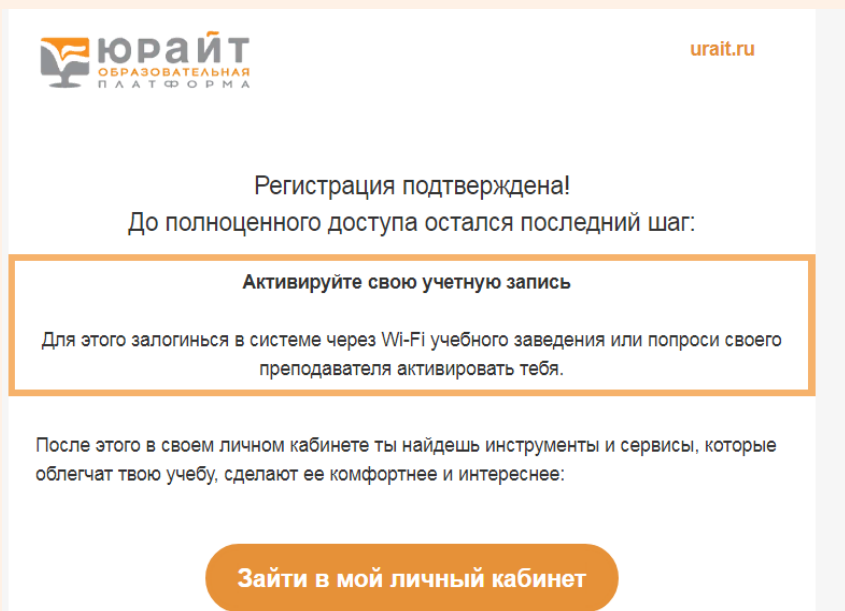 юрайт
ОБРАЗОВАТЕЛЬНАЯ
ПЛАТФОРМА
urait.ru
Регистрация подтверждена!
До полноценного доступа остался последний шаг:
Активируйте свою учетную запись
Для этого залогинься в системе через Wi-Fi учебного заведения или попроси своего
преподавателя активировать тебя.
После этого в своем личном кабинете ты найдешь инструменты и сервисы, которые
облегчат твою учебу, сделают ее комфортнее и интереснее:
Зайти в мой личный кабинет